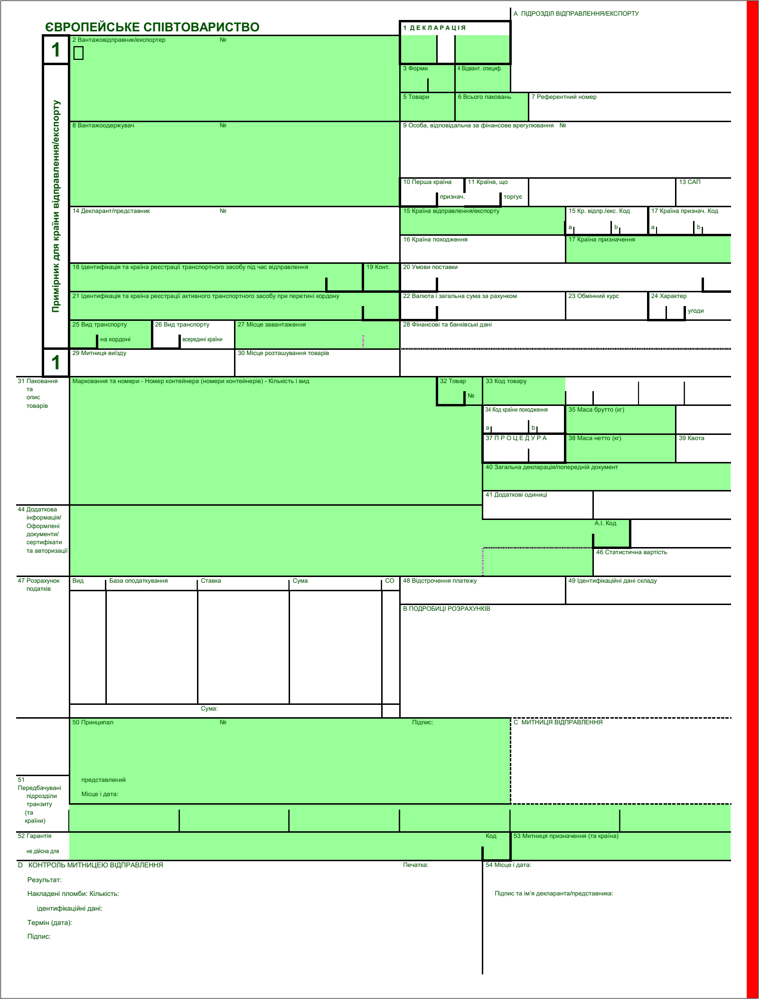 A ПІДРОЗДІЛ ВІДПРАВЛЕННЯ/ЕКСПОРТУ
ЄВРОПЕЙСЬКЕ СПІВТОВАРИСТВО
1 ДЕКЛАРАЦІЯ
1
2 Вантажовідправник/експортер №
3 Форми
4 Відвант. специф.
Примірник для країни відправлення/експорту
5 Товари
6 Всього паковань
7 Референтний номер
8 Вантажоодержувач №
9 Особа, відповідальна за фінансове врегулювання №
10 Перша країна
признач.
11 Країна, що
торгує
13 САП
14 Декларант/представник №
15 Країна відправлення/експорту
15 Кр. відпр./екс. Код
a b
17 Країна признач. Код
a b
16 Країна походження
17 Країна призначення
18 Ідентифікація та країна реєстрації транспортного засобу під час відправлення
19 Конт.
20 Умови поставки
21 Ідентифікація та країна реєстрації активного транспортного засобу при перетині кордону
22 Валюта і загальна сума за рахунком
23 Обмінний курс
24 Характер
угоди
25 Вид транспорту
на кордоні
26 Вид транспорту
всередині країни
27 Місце завантаження
28 Фінансові та банківські дані
1
29 Митниця виїзду
30 Місце розташування товарів
31 Паковання
та
опис
товарів
Марковання та номери - Номер контейнера (номери контейнерів) - Кількість і вид
32 Товар
№
33 Код товару
34 Код країни походження
a b
35 Маса брутто (кг)
37 ПРОЦЕДУРА
38 Маса нетто (кг)
39 Квота
40 Загальна декларація/попередній документ
41 Додаткові одиниці
44 Додаткова
інформація/
Оформлені
документи/
сертифікати
та авторизації
А.І. Код
46 Статистична вартість
47 Розрахунок
податків
Вид База оподаткування Ставка Сума СО
48 Відстрочення платежу
49 Ідентифікаційні дані складу
B ПОДРОБИЦІ РОЗРАХУНКІВ
Сума:
50 Принципал № Підпис:
C МИТНИЦЯ ВІДПРАВЛЕННЯ
представлений
Місце і дата:
51
Передбачувані
підрозділи
транзиту
(та
країни)
52 Гарантія
не дійсна для
Код
53 Митниця призначення (та країна)
D КОНТРОЛЬ МИТНИЦЕЮ ВІДПРАВЛЕННЯ
Печатка:
54 Місце і дата:
Результат:
Накладені пломби: Кількість:
Підпис та ім'я декларанта/представника:
ідентифікаційні дані:
Термін (дата):
Підпис: